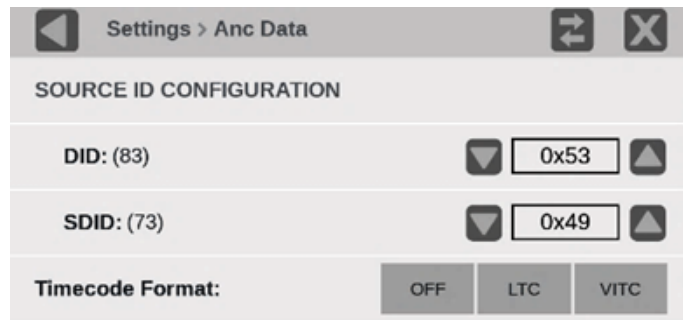 Settings > Anc Data
SOURCE ID CONFIGURATION
DID: (83) 0x53
SDID: (73) 0x49
Timecode Format: OFF LTC VITC